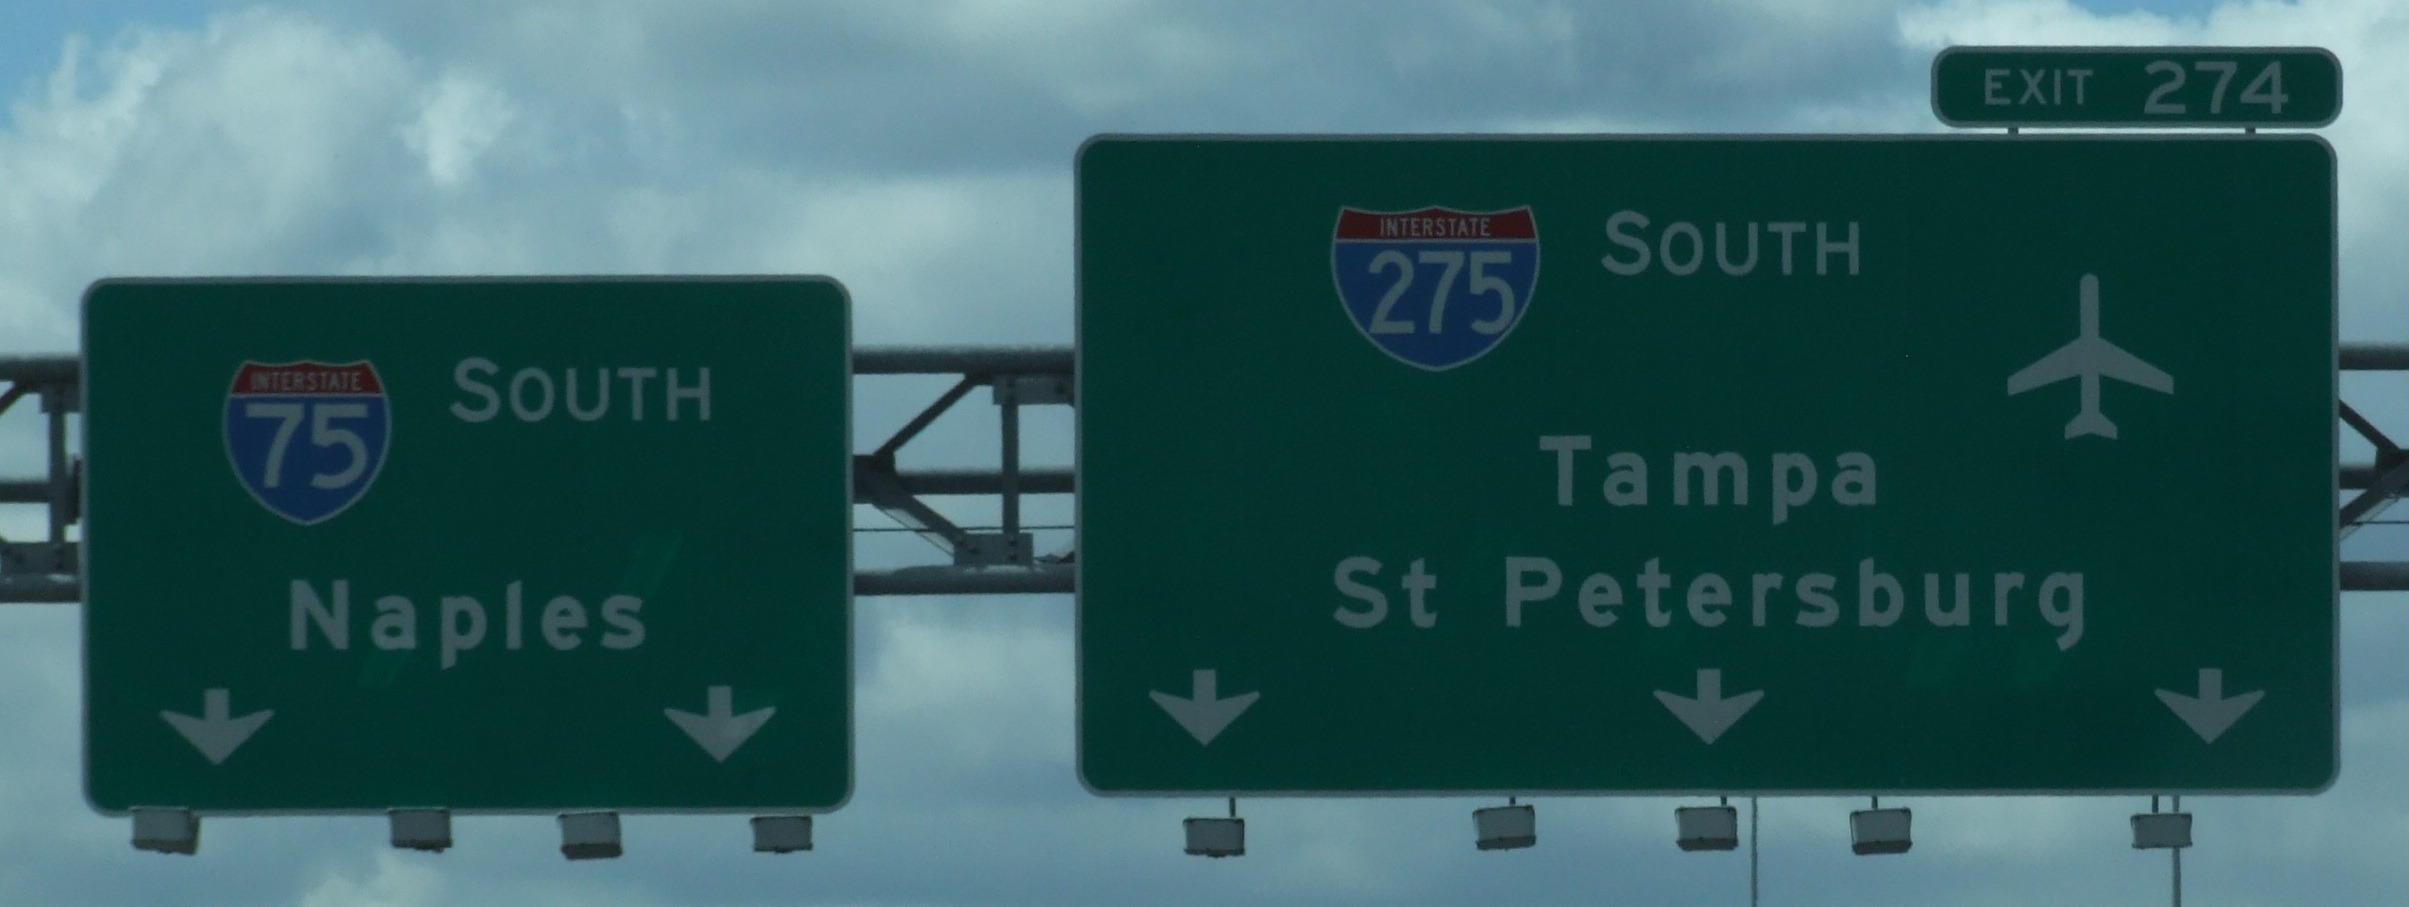 INTERSTATE
75
SOUTH
Naples
EXIT 274
INTERSTATE
275
SOUTH
Tampa
St Petersburg